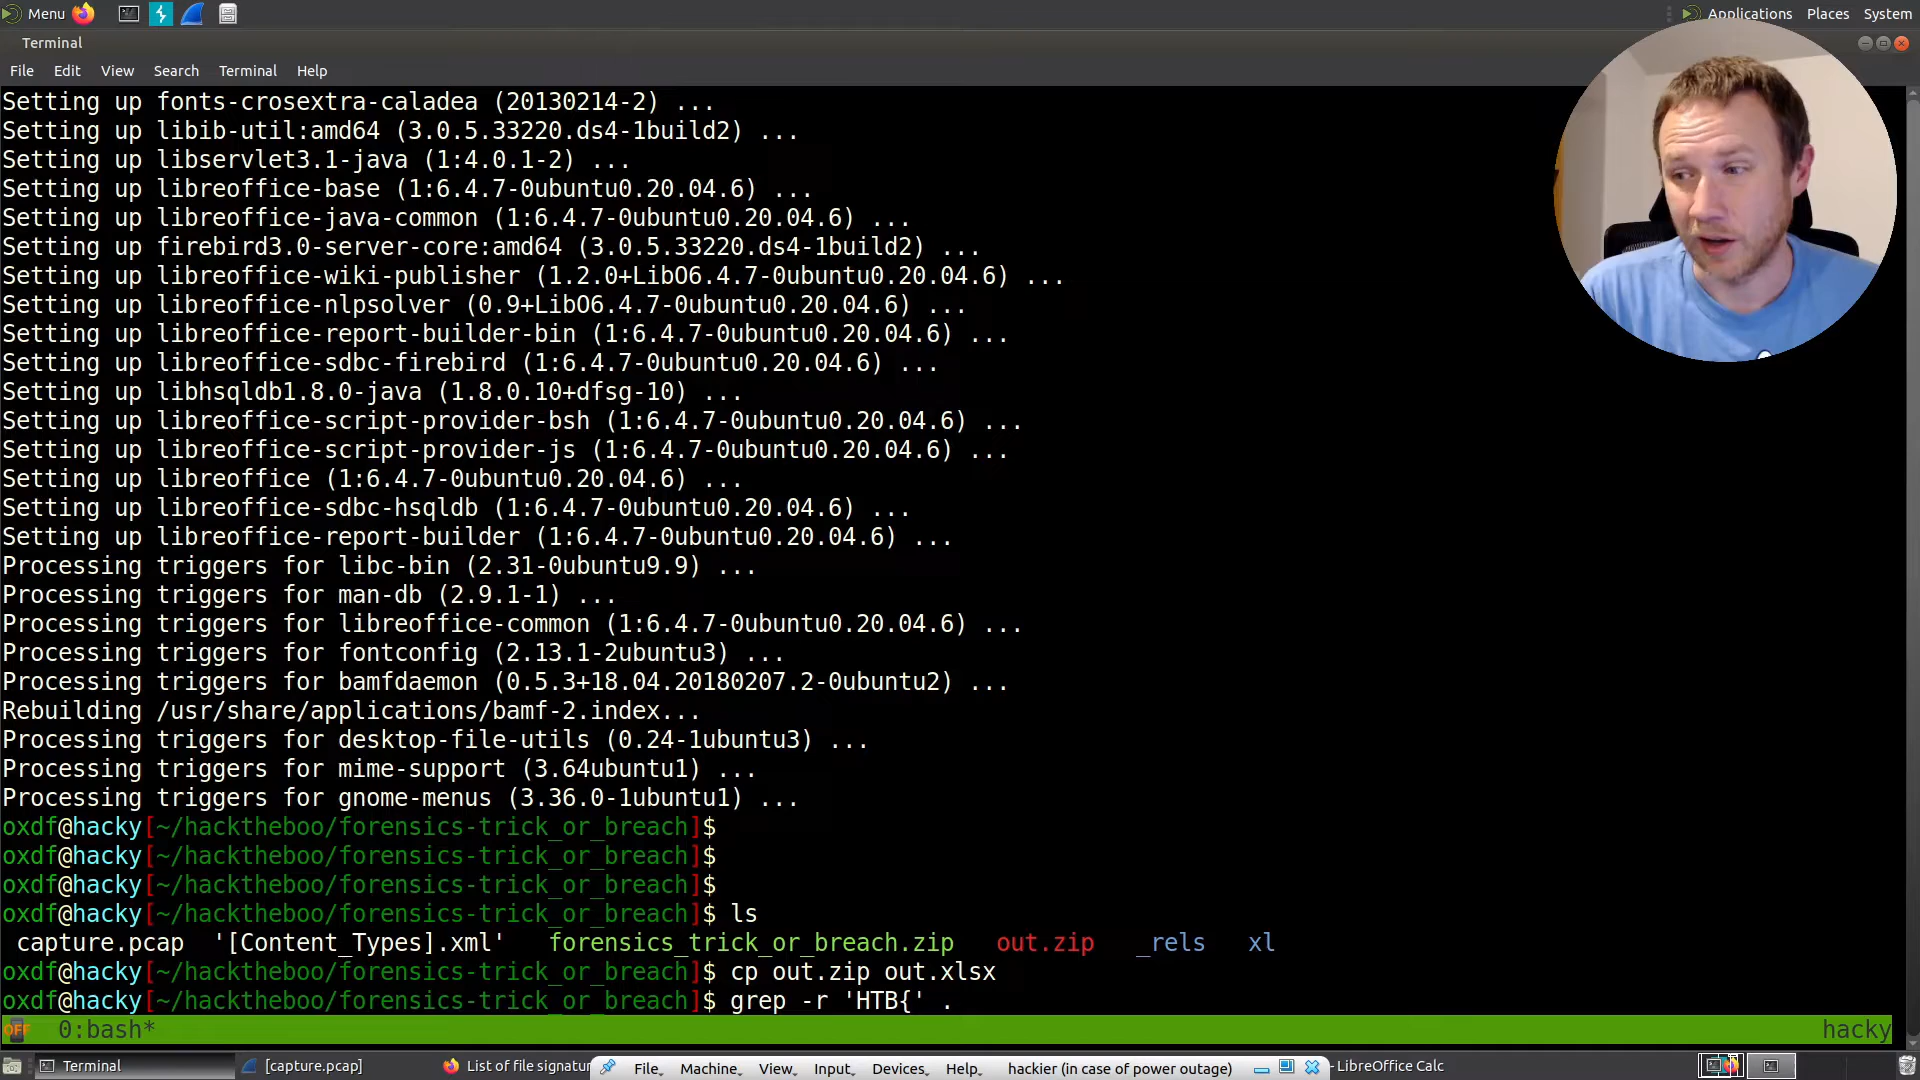 Menu
Applications Places System
Terminal
File Edit View Search Terminal Help
Setting up fonts-crosextra-caladea (20130214-2) ...
Setting up libib-util:amd64 (3.0.5.33220.ds4-1build2) ...
Setting up libservlet3.1-java (1:4.0.1-2) ...
Setting up libreoffice-base (1:6.4.7-0ubuntu0.20.04.6) ...
Setting up libreoffice-java-common (1:6.4.7-0ubuntu0.20.04.6) ...
Setting up firebird3.0-server-core:amd64 (3.0.5.33220.ds4-1build2) ...
Setting up libreoffice-wiki-publisher (1.2.0+LibO6.4.7-0ubuntu0.20.04.6) ...
Setting up libreoffice-nlpsolver (0.9+LibO6.4.7-0ubuntu0.20.04.6) ...
Setting up libreoffice-report-builder-bin (1:6.4.7-0ubuntu0.20.04.6) ...
Setting up libreoffice-sdbc-firebird (1:6.4.7-0ubuntu0.20.04.6) ...
Setting up libhsqldb1.8.0-java (1.8.0.10+dfsg-10) ...
Setting up libreoffice-script-provider-bsh (1:6.4.7-0ubuntu0.20.04.6) ...
Setting up libreoffice-script-provider-js (1:6.4.7-0ubuntu0.20.04.6) ...
Setting up libreoffice (1:6.4.7-0ubuntu0.20.04.6) ...
Setting up libreoffice-sdbc-hsqldb (1:6.4.7-0ubuntu0.20.04.6) ...
Setting up libreoffice-report-builder (1:6.4.7-0ubuntu0.20.04.6) ...
Processing triggers for libc-bin (2.31-0ubuntu9.9) ...
Processing triggers for man-db (2.9.1-1) ...
Processing triggers for libreoffice-common (1:6.4.7-0ubuntu0.20.04.6) ...
Processing triggers for fontconfig (2.13.1-2ubuntu3) ...
Processing triggers for bamfdaemon (0.5.3+18.04.20180207.2-0ubuntu2) ...
Rebuilding /usr/share/applications/bamf-2.index...
Processing triggers for desktop-file-utils (0.24-1ubuntu3) ...
Processing triggers for mime-support (3.64ubuntu1) ...
Processing triggers for gnome-menus (3.36.0-1ubuntu1) ...
oxdf@hacky[~/hacktheboo/forensics-trick_or_breach]$
oxdf@hacky[~/hacktheboo/forensics-trick_or_breach]$
oxdf@hacky[~/hacktheboo/forensics-trick_or_breach]$
oxdf@hacky[~/hacktheboo/forensics-trick_or_breach]$ ls
capture.pcap '[Content_Types].xml' forensics_trick_or_breach.zip out.zip _rels xl
oxdf@hacky[~/hacktheboo/forensics-trick_or_breach]$ cp out.zip out.xlsx
oxdf@hacky[~/hacktheboo/forensics-trick_or_breach]$ grep -r 'HTB{' .
OFF 0:bash* hacky
Terminal [capture.pcap] List of file signatur File Machine View Input Devices Help hackier (in case of power outage) - LibreOffice Calc